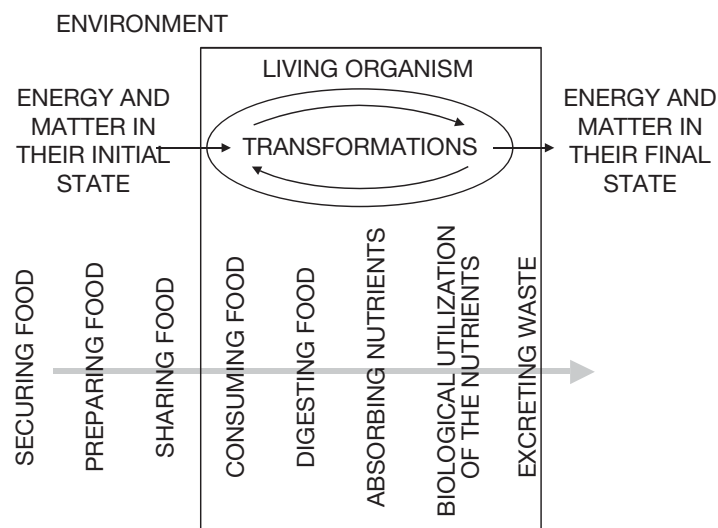 ENVIRONMENT
LIVING ORGANISM
ENERGY AND
MATTER IN
THEIR INITIAL
STATE
TRANSFORMATIONS
ENERGY AND
MATTER IN
THEIR FINAL
STATE
SECURING FOOD
PREPARING FOOD
SHARING FOOD
CONSUMING FOOD
DIGESTING FOOD
ABSORBING NUTRIENTS
BIOLOGICAL UTILIZATION
OF THE NUTRIENTS
EXCRETING WASTE